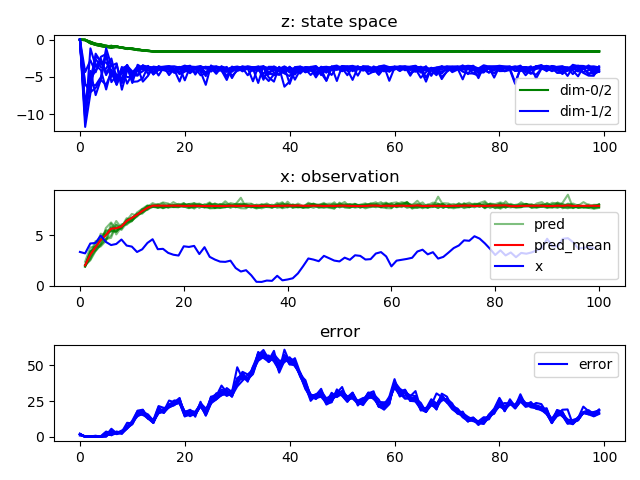 z: state space
0
−5
−10
dim-0/2
dim-1/2
0 20 40 60 80 100
x: observation
5
0
pred
pred_mean
x
0 20 40 60 80 100
error
50
25
0
error
0 20 40 60 80 100